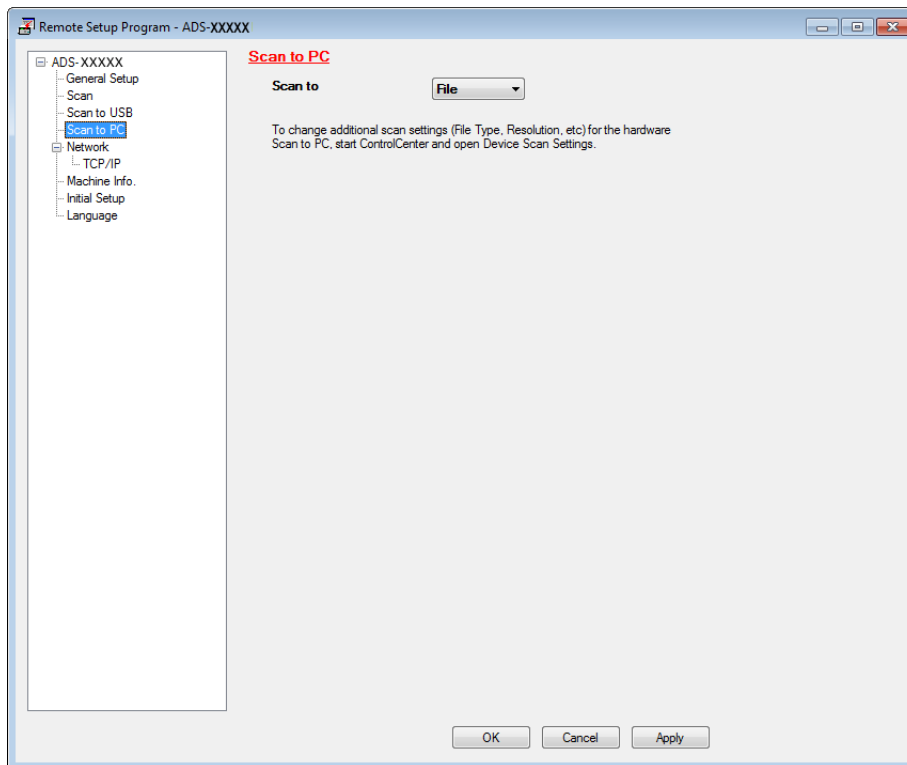 Remote Setup Program - ADS-XXXXX
ADS-XXXXX
General Setup
Scan
Scan to USB
Scan to PC
Network
TCP/IP
Machine Info.
Initial Setup
Language
Scan to PC
Scan to
File
To change additional scan settings (File Type, Resolution, etc) for the hardware
Scan to PC, start ControlCenter and open Device Scan Settings.
OK
Cancel
Apply